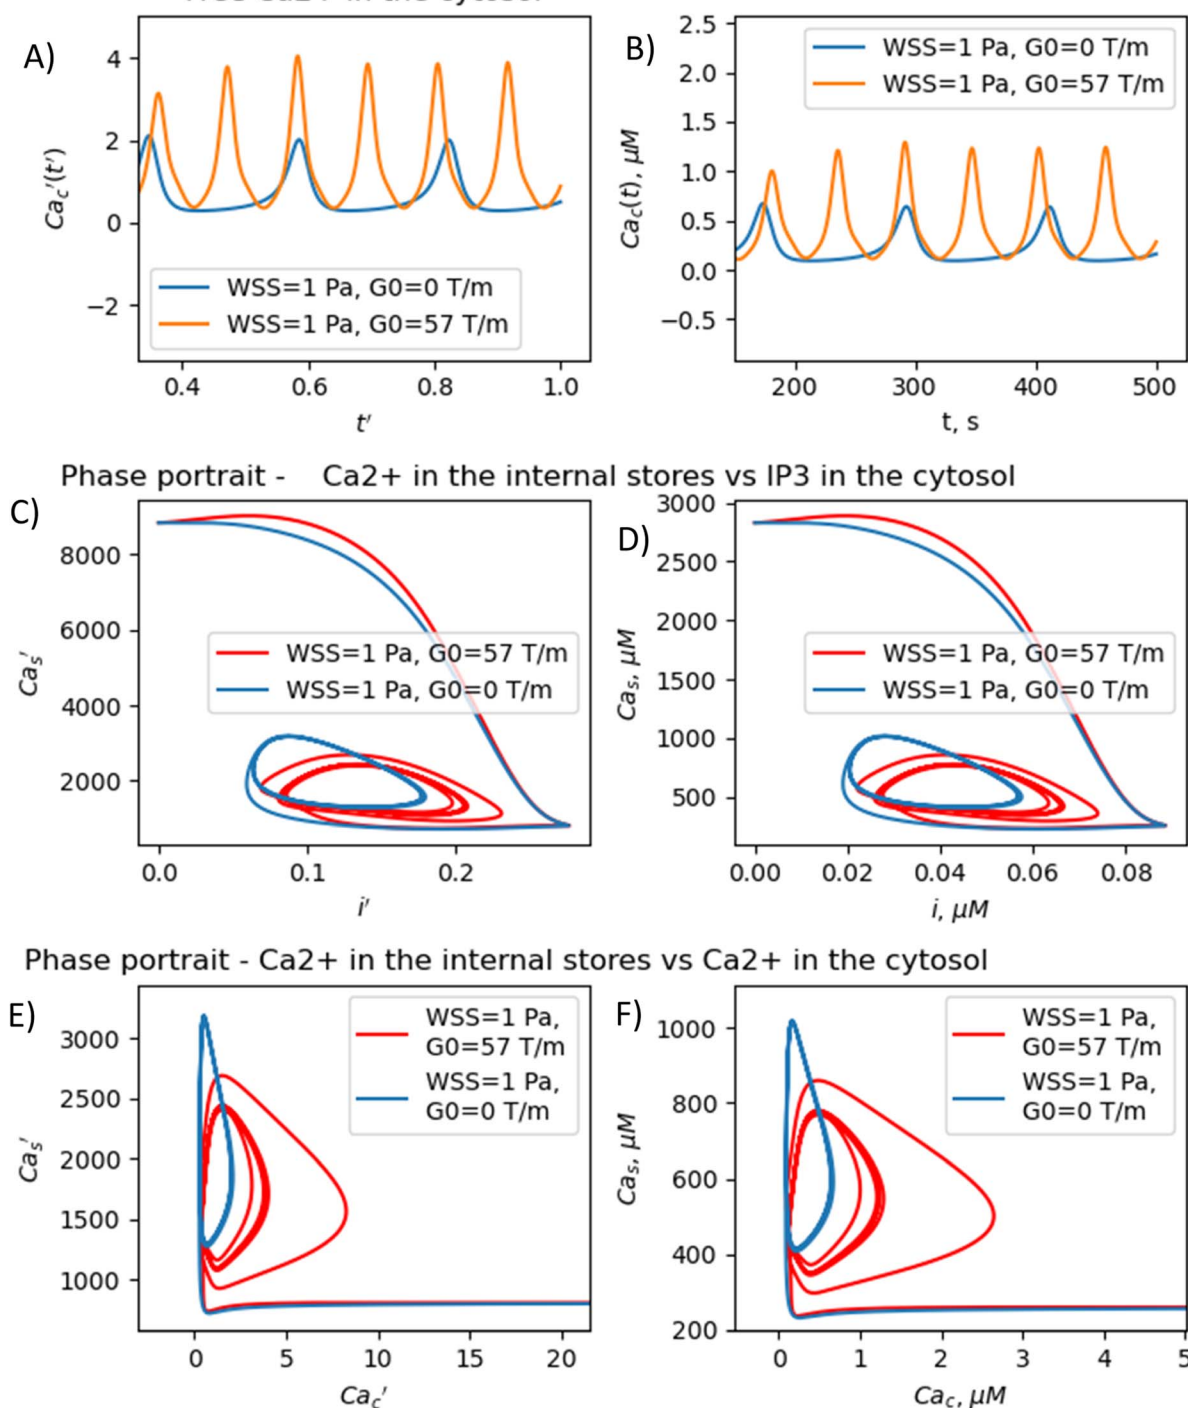 A)
4
2
0
−2
Ca_c′(t′)
WSS=1 Pa, G0=0 T/m
WSS=1 Pa, G0=57 T/m
0.4 0.6 0.8 1.0
t′
B)
2.5
2.0
1.5
1.0
0.5
0.0
−0.5
Ca_c(t), μM
WSS=1 Pa, G0=0 T/m
WSS=1 Pa, G0=57 T/m
200 300 400 500
t, s
Phase portrait - Ca2+ in the internal stores vs IP3 in the cytosol
C)
8000
6000
4000
2000
Ca_s′
WSS=1 Pa, G0=57 T/m
WSS=1 Pa, G0=0 T/m
0.0 0.1 0.2
i′
D)
3000
2500
2000
1500
1000
500
Ca_s, μM
WSS=1 Pa, G0=57 T/m
WSS=1 Pa, G0=0 T/m
0.00 0.02 0.04 0.06 0.08
i, μM
Phase portrait - Ca2+ in the internal stores vs Ca2+ in the cytosol
E)
3000
2500
2000
1500
1000
Ca_s′
WSS=1 Pa,
G0=57 T/m
WSS=1 Pa,
G0=0 T/m
0 5 10 15 20
Ca_c′
F)
1000
800
600
400
200
Ca_s, μM
WSS=1 Pa,
G0=57 T/m
WSS=1 Pa,
G0=0 T/m
0 1 2 3 4 5
Ca_c, μM